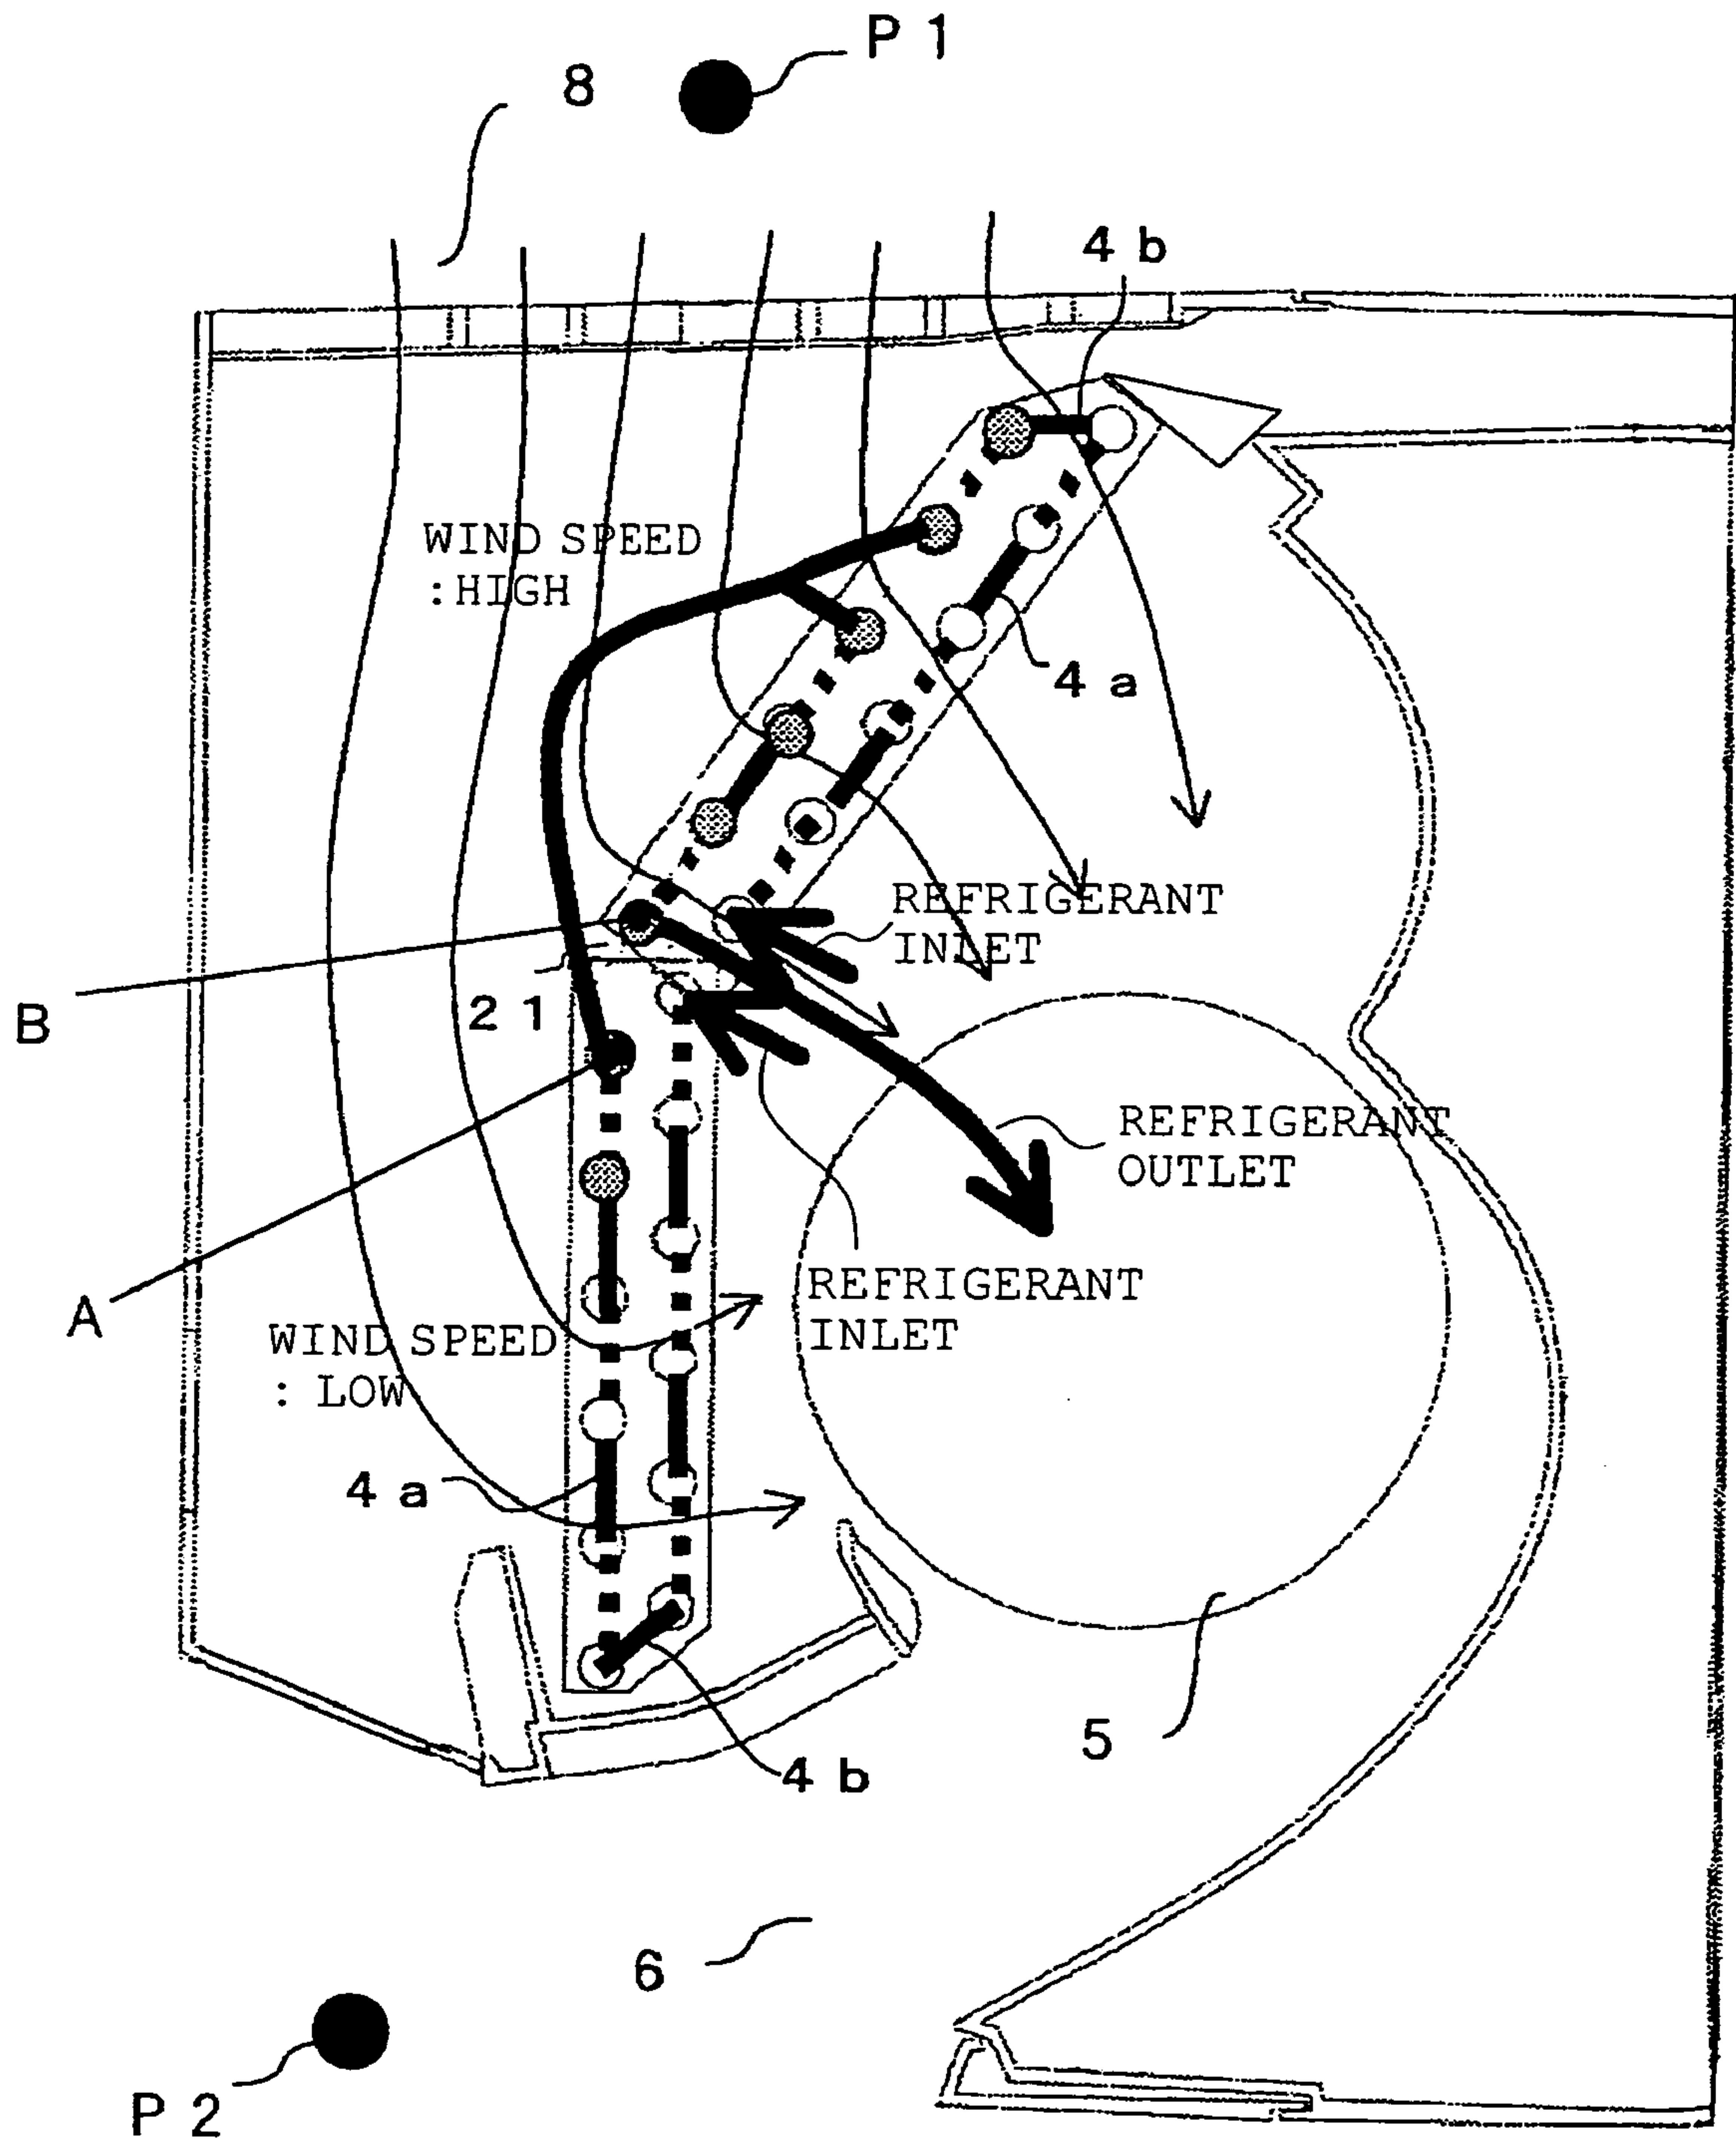 P 1
8
4 b
WIND SPEED
:HIGH
4 a
REFRIGERANT
INLET
B
2 1
REFRIGERANT
OUTLET
REFRIGERANT
INLET
A
WIND SPEED
: LOW
4 a
5
4 b
6
P 2